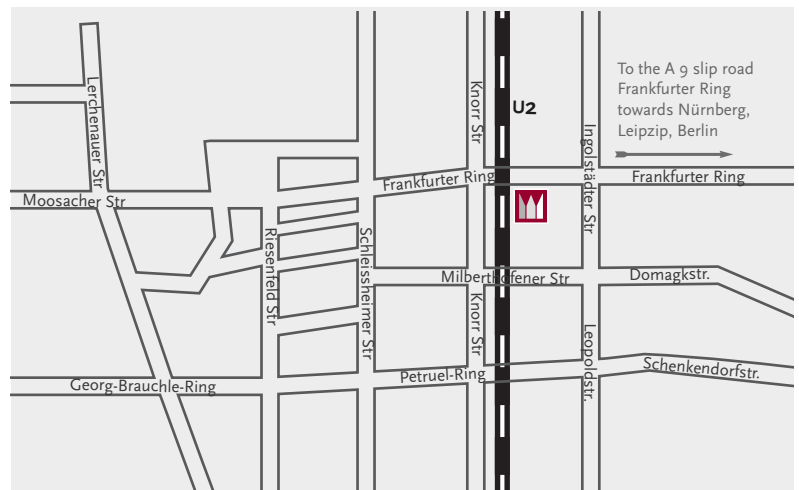 To the A 9 slip road
Frankfurter Ring
towards Nürnberg,
Leipzip, Berlin
U2
Knorr Str
Lerchenauer Str
Ingolstädter Str
Frankfurter Ring
Frankfurter Ring
Moosacher Str
Riesenfeld Str
Schleissheimer Str
Milberthofener Str
Domagkstr.
Knorr Str
Leopoldstr.
Petruel-Ring
Schenkendorfstr.
Georg-Brauchle-Ring